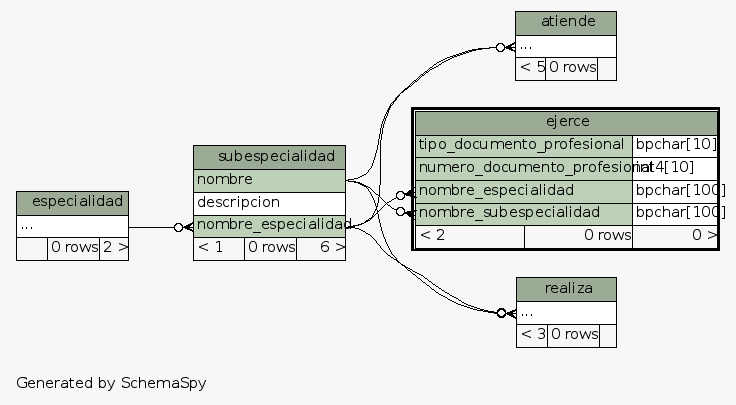 atiende
...
< 5 0 rows
ejerce
tipo_documento_profesional bpchar[10]
numero_documento_profesional int4[10]
nombre_especialidad bpchar[100]
nombre_subespecialidad bpchar[100]
< 2 0 rows 0 >
subespecialidad
nombre
descripcion
nombre_especialidad
< 1 0 rows 6 >
especialidad
...
0 rows 2 >
realiza
...
< 3 0 rows
Generated by SchemaSpy